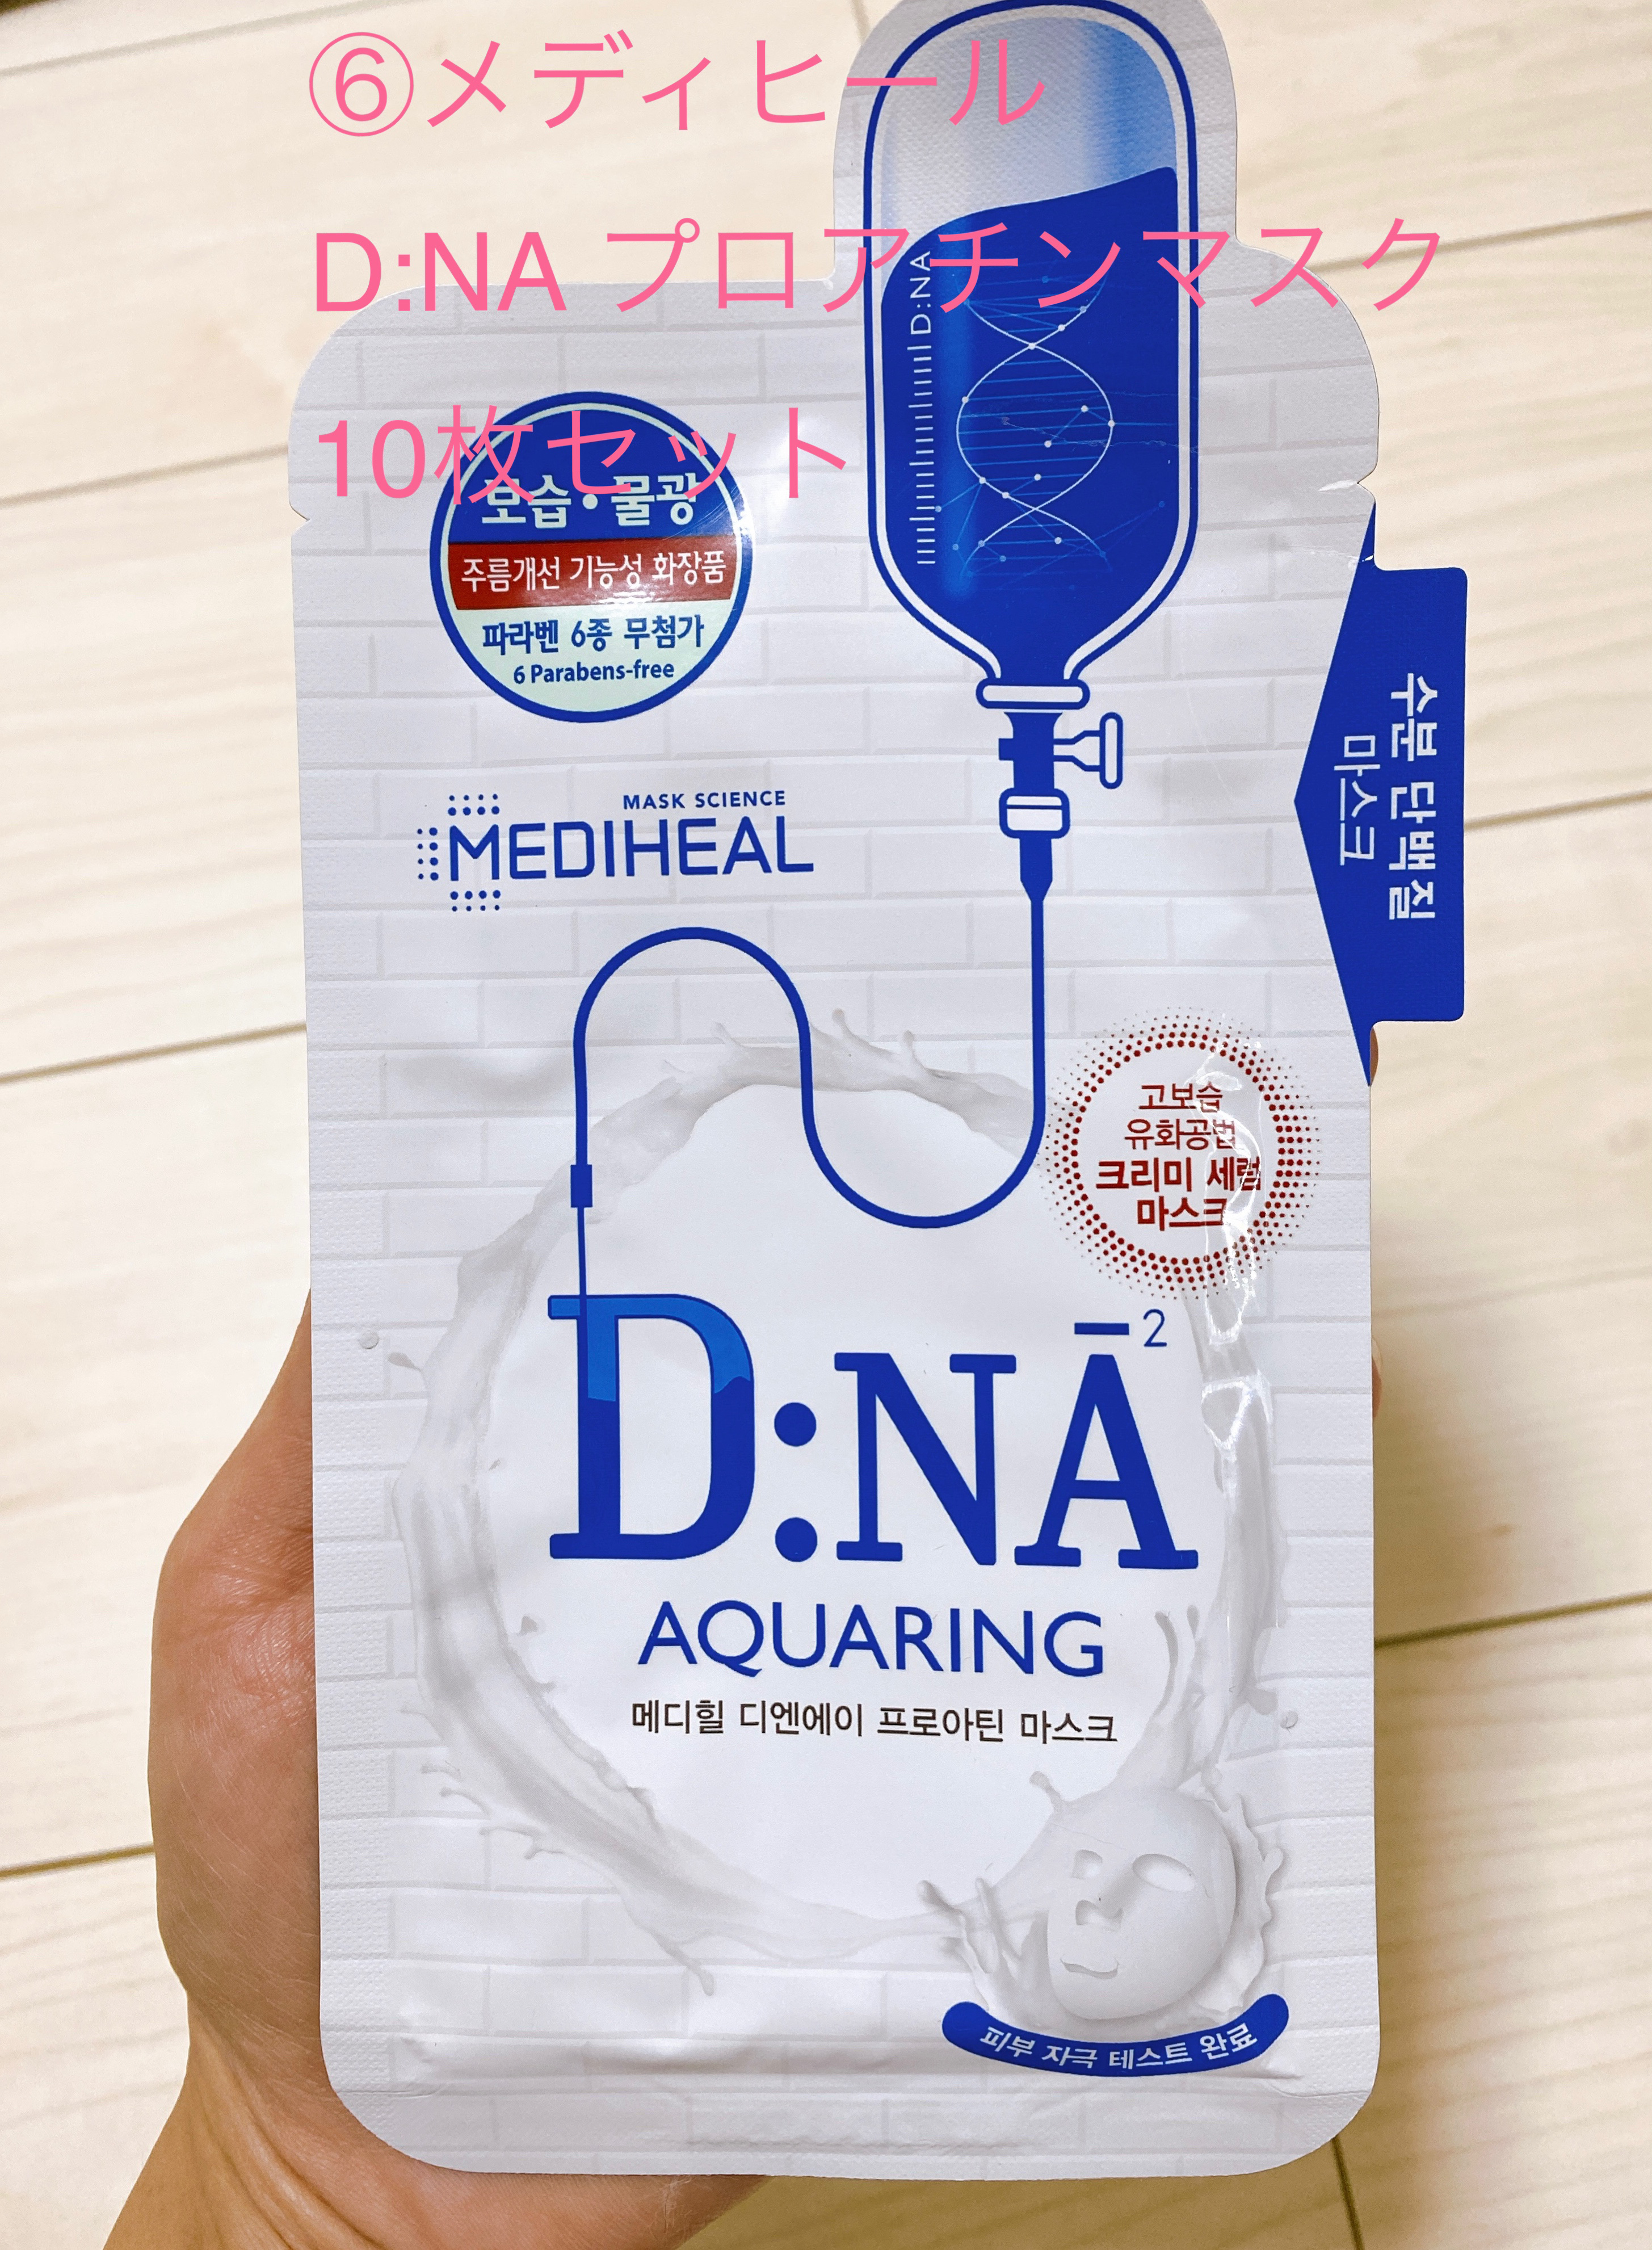 ⑥メディヒール
D:NA プロアチンマスク
10枚セット
D:NA
보습·물광
주름개선 기능성 화장품
파라벤 6종 무첨가
6 Parabens-free
수분 단백질
마스크
MASK SCIENCE
MEDIHEAL
고보습
유화공법
크리미 세럼
마스크
D:NĀ²
AQUARING
메디힐 디엔에이 프로아틴 마스크
피부 자극 테스트 완료